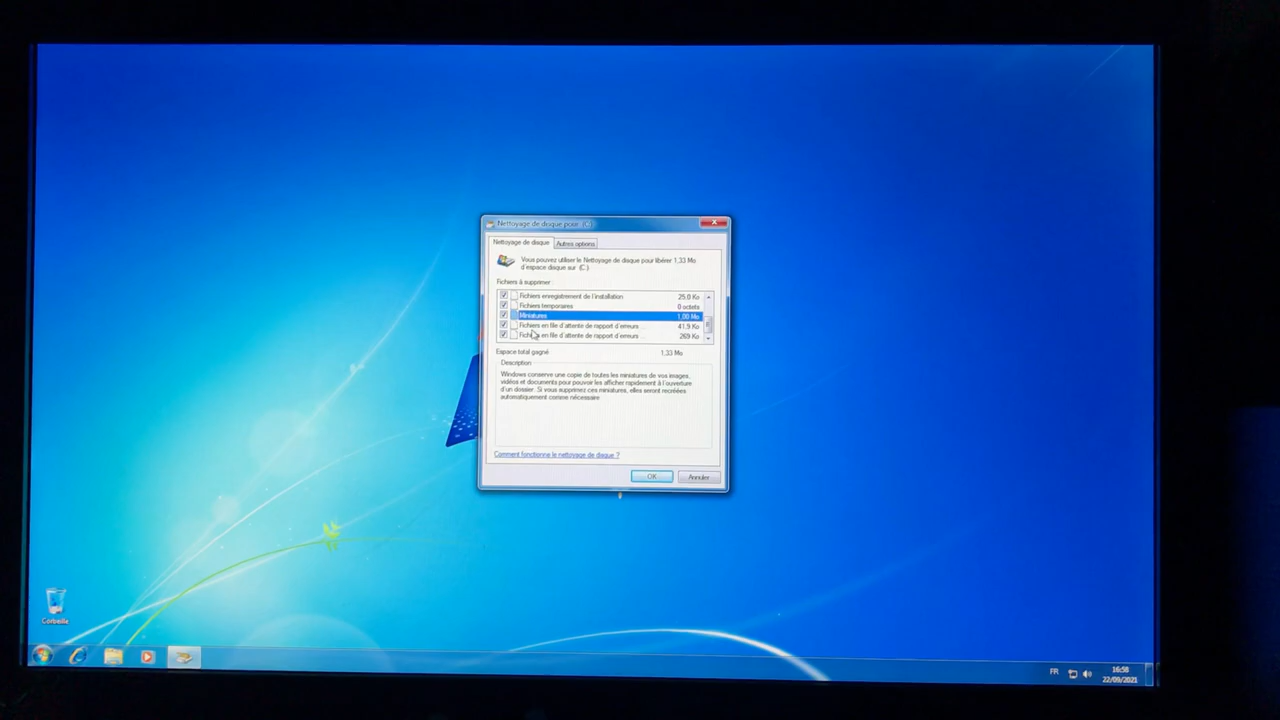 Nettoyage de disque pour (C:)
Nettoyage de disque
Autres options
Vous pouvez utiliser le Nettoyage de disque pour libérer 1,33 Mo
d'espace disque sur (C:).
Fichiers à supprimer :
Fichiers enregistrement de l'installation 25,0 Ko
Fichiers temporaires 0 octets
Miniatures 1,00 Mo
Fichiers en file d'attente de rapport d'erreurs ... 41,9 Ko
Fichiers en file d'attente de rapport d'erreurs ... 269 Ko
Espace total gagné 1,33 Mo
Description
Windows conserve une copie de toutes les miniatures de vos images,
vidéos et documents pour pouvoir les afficher rapidement à l'ouverture
d'un dossier. Si vous supprimez ces miniatures, elles seront recréées
automatiquement comme nécessaire
Comment fonctionne le nettoyage de disque ?
OK
Annuler
Corbeille
FR
16:58
22/09/2021